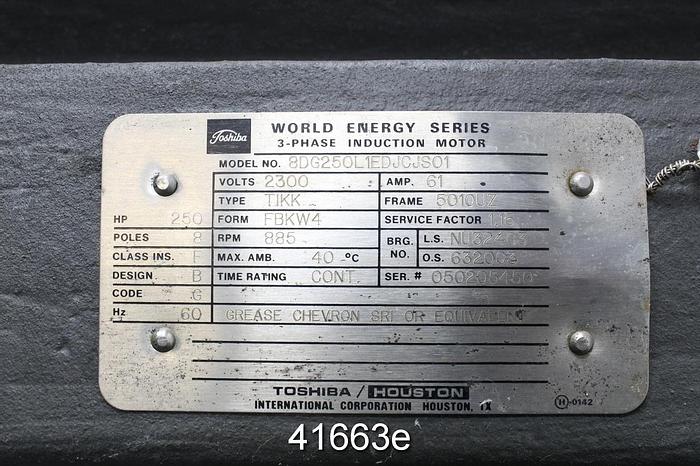 Toshiba
WORLD ENERGY SERIES
3-PHASE INDUCTION MOTOR
MODEL NO. 8DG250L1EDJCJS01
VOLTS 2300 AMP. 61
TYPE TIKK FRAME 5010UZ
HP 250 FORM FBKW4 SERVICE FACTOR
POLES 8 RPM 885 BRG. NO. L.S.
CLASS INS. F MAX. AMB. 40 °C O.S.
DESIGN B TIME RATING CONT. SER. #
CODE G
Hz 60 GREASE CHEVRON SRI OR EQUIVALENT
TOSHIBA / HOUSTON
INTERNATIONAL CORPORATION HOUSTON, TX
H-0142
41663e